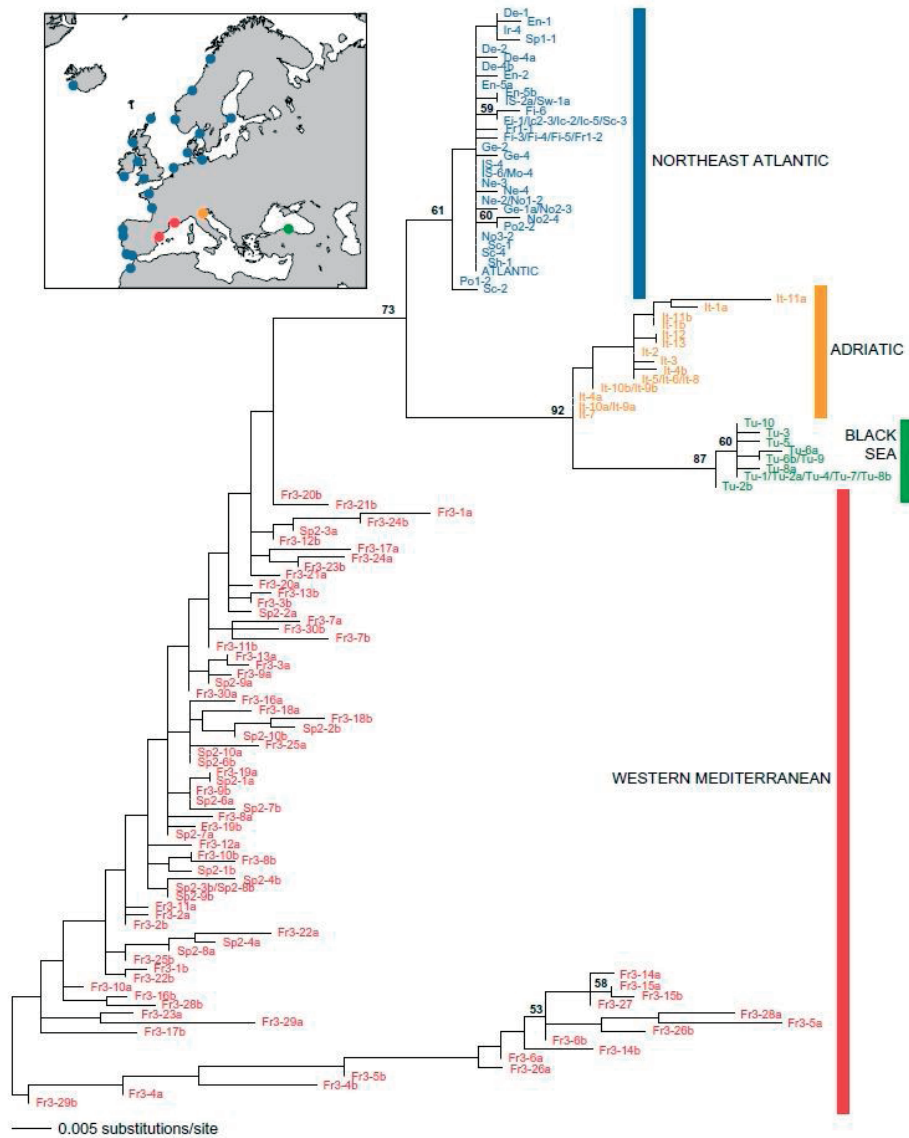 De-1
En-1
Ir-4
Sp1-1
De-2
De-4a
De-4b
En-2
En-5a
En-5b
IS-2a/Sw-1a
59
Fi-6
Fi-1/Ic2-3/Ic-2/Ic-5/Sc-3
Fr1-1
Fi-3/Fi-4/Fi-5/Fr1-2
Ge-2
Ge-4
IS-4
IS-6/Mo-4
Ne-3
Ne-4
Ne-2/No1-2
Ge-1a/No2-3
61
60
No2-4
Po2-2
No3-2
Sc-1
Sc-4
Sh-1
ATLANTIC
Po1-2
Sc-2
NORTHEAST ATLANTIC
73
It-11a
It-1a
It-11b
It-1b
It-12
It-13
It-2
It-3
It-4b
It-5/It-6/It-8
It-10b/It-9b
It-4a
It-10a/It-9a
It-7
ADRIATIC
92
Tu-10
Tu-3
Tu-5
60
Tu-6a
Tu-6b/Tu-9
87
Tu-8a
Tu-1/Tu-2a/Tu-4/Tu-7/Tu-8b
Tu-2b
BLACK
SEA
Fr3-20b
Fr3-21b
Fr3-1a
Fr3-24b
Sp2-3a
Fr3-12b
Fr3-17a
Fr3-24a
Fr3-23b
Fr3-21a
Fr3-20a
Fr3-13b
Fr3-3b
Sp2-2a
Fr3-7a
Fr3-30b
Fr3-7b
Fr3-11b
Fr3-13a
Fr3-3a
Fr3-9a
Sp2-9a
Fr3-30a
Fr3-16a
Fr3-18a
Fr3-18b
Sp2-2b
Sp2-10b
Fr3-25a
Sp2-10a
Sp2-6b
Fr3-19a
Sp2-1a
Fr3-9b
Sp2-6a
Sp2-7b
Fr3-8a
Fr3-19b
Sp2-7a
Fr3-12a
Fr3-10b
Fr3-8b
Sp2-1b
Sp2-4b
Sp2-3b/Sp2-8b
Sp2-9b
Fr3-11a
Fr3-2a
Fr3-2b
Fr3-22a
Sp2-4a
Sp2-8a
Fr3-25b
Fr3-1b
Fr3-22b
Fr3-10a
Fr3-16b
Fr3-28b
Fr3-23a
Fr3-29a
Fr3-17b
WESTERN MEDITERRANEAN
Fr3-14a
58
Fr3-15a
Fr3-15b
Fr3-27
53
Fr3-28a
Fr3-5a
Fr3-26b
Fr3-6b
Fr3-14b
Fr3-6a
Fr3-26a
Fr3-5b
Fr3-4b
Fr3-4a
Fr3-29b
0.005 substitutions/site